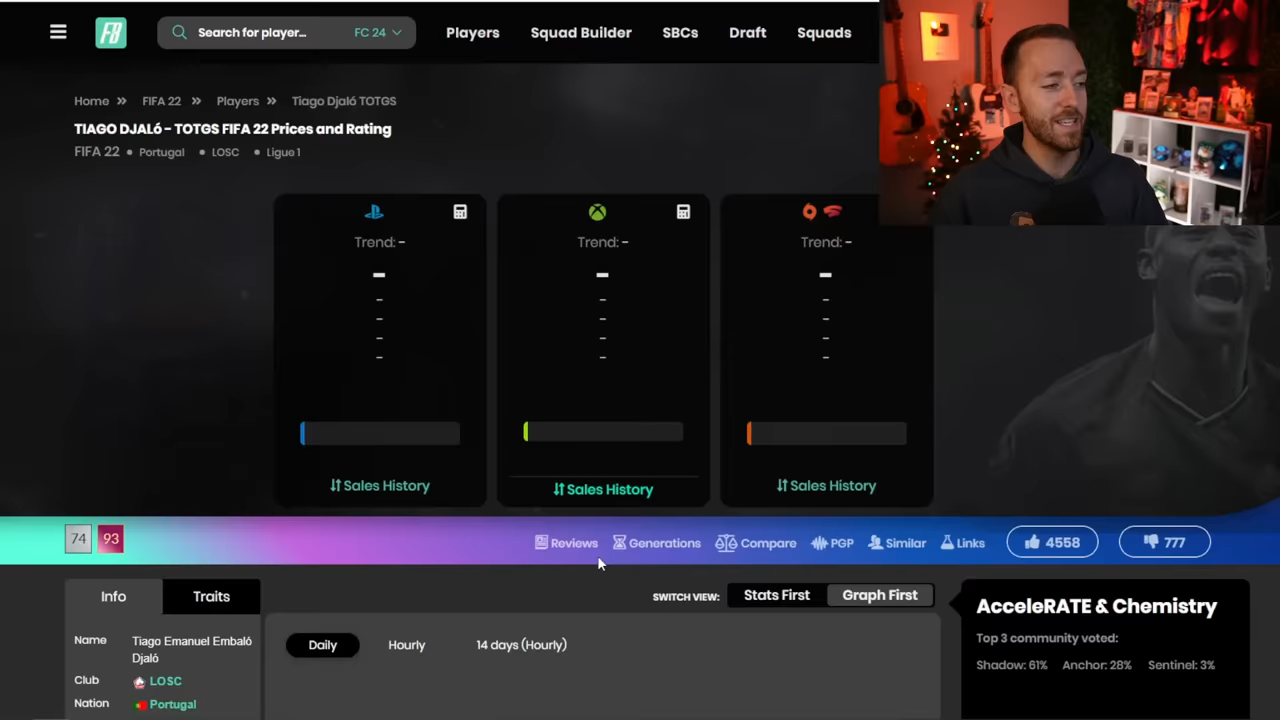 FB
Search for player...
FC 24
Players
Squad Builder
SBCs
Draft
Squads
Home » FIFA 22 » Players » Tiago Djaló TOTGS
TIAGO DJALó - TOTGS FIFA 22 Prices and Rating
FIFA 22 • Portugal • LOSC • Ligue 1
Trend: -
-
-
-
-
-
Sales History
Trend: -
-
-
-
-
-
Sales History
Trend: -
-
-
-
-
-
Sales History
74
93
Reviews
Generations
Compare
PGP
Similar
Links
4558
777
Info
Traits
SWITCH VIEW:
Stats First
Graph First
Name
Tiago Emanuel Embaló
Djaló
Club
LOSC
Nation
Portugal
Daily
Hourly
14 days (Hourly)
AcceleRATE & Chemistry
Top 3 community voted:
Shadow: 61%
Anchor: 28%
Sentinel: 3%